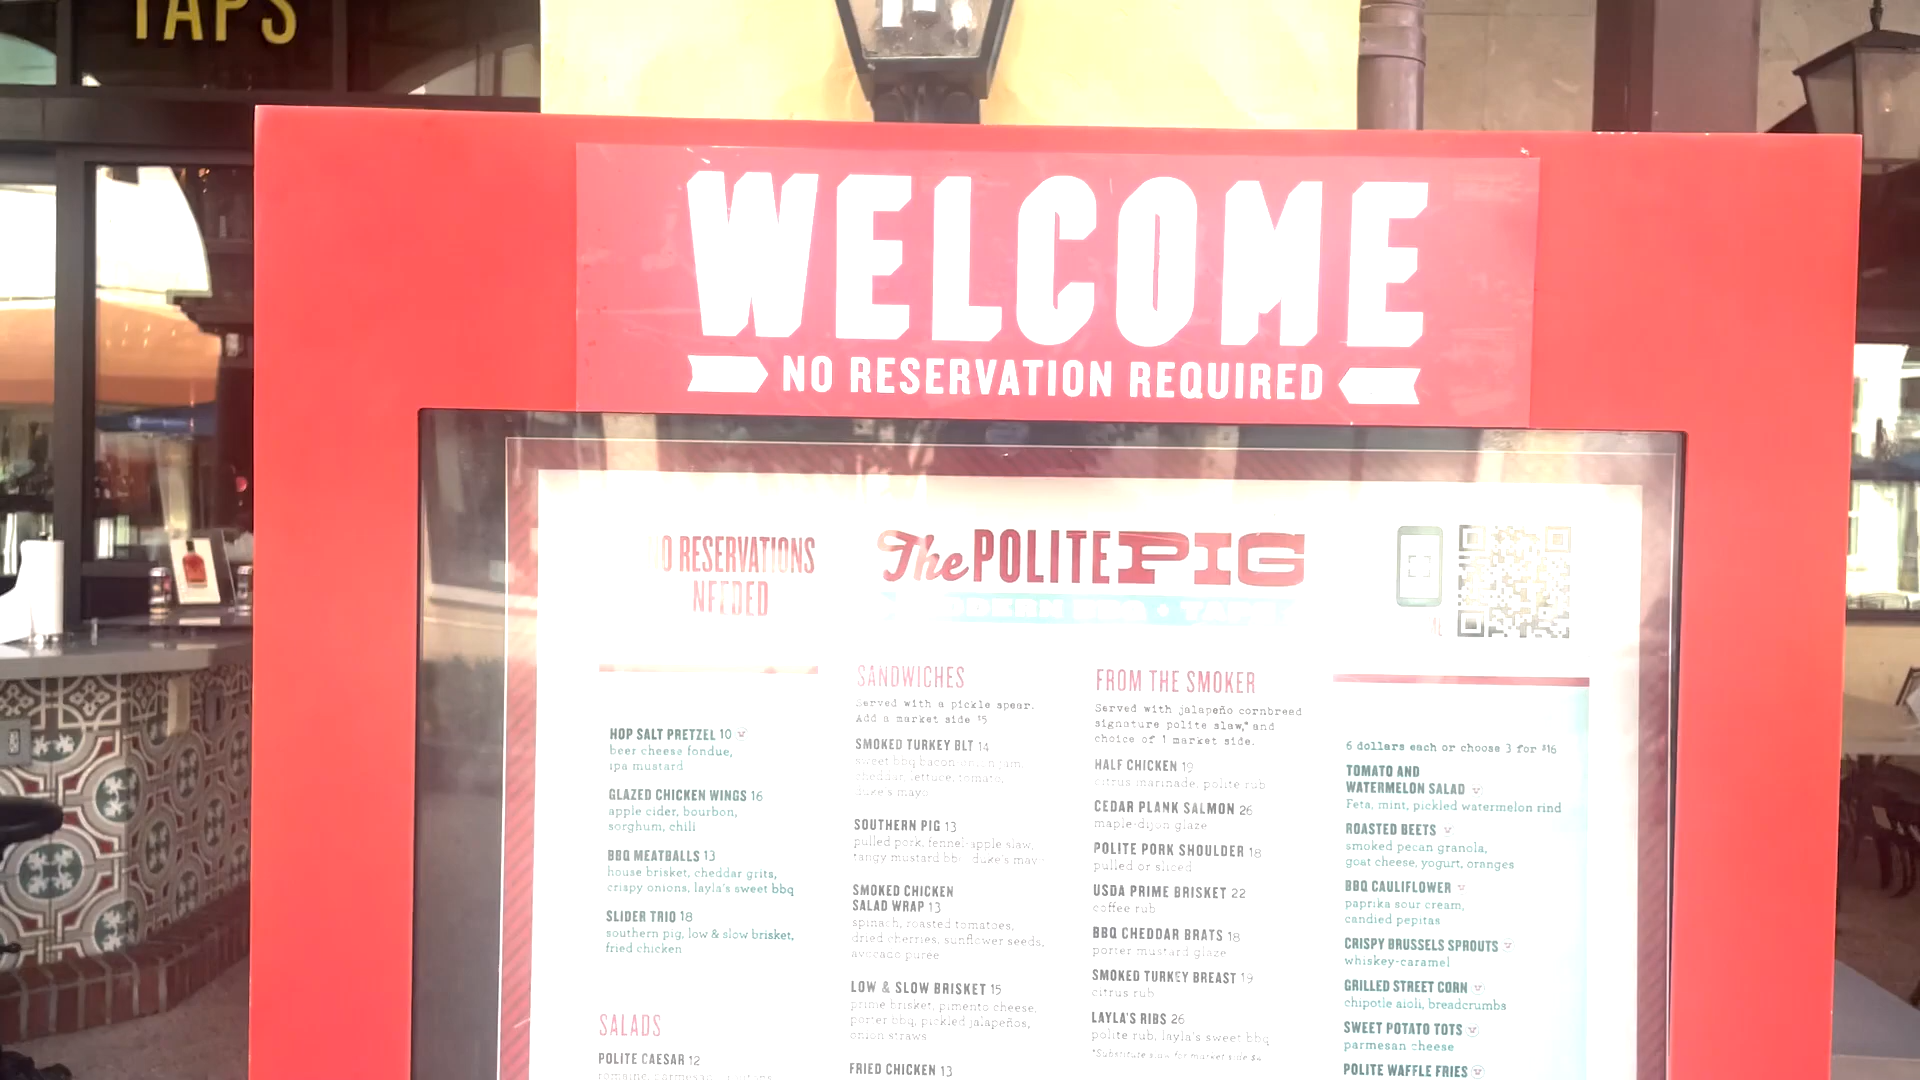 TAPS
WELCOME
NO RESERVATION REQUIRED
RESERVATIONS
NEEDED
The POLITE PIG
MODERN BBQ • TAPS
HOP SALT PRETZEL 10
beer cheese fondue,
ipa mustard
GLAZED CHICKEN WINGS 16
apple cider, bourbon,
sorghum, chili
BBQ MEATBALLS 13
house brisket, cheddar grits,
crispy onions, layla's sweet bbq
SLIDER TRIO 18
southern pig, low & slow brisket,
fried chicken
SALADS
POLITE CAESAR 12
SANDWICHES
Served with a pickle spear.
Add a market side $5
SMOKED TURKEY BLT 14
sweet bbq bacon-onion jam,
cheddar, lettuce, tomato,
duke's mayo
SOUTHERN PIG 13
pulled pork, fennel-apple slaw,
tangy mustard bbq duke's mayo
SMOKED CHICKEN
SALAD WRAP 13
spinach, roasted tomatoes,
dried cherries, sunflower seeds,
avocado puree
LOW & SLOW BRISKET 15
prime brisket, pimento cheese,
porter bbq, pickled jalapeños,
onion straws
FRIED CHICKEN 13
FROM THE SMOKER
Served with jalapeño cornbreed
signature polite slaw,* and
choice of 1 market side.
HALF CHICKEN 19
citrus marinade, polite rub
CEDAR PLANK SALMON 26
maple-dijon glaze
POLITE PORK SHOULDER 18
pulled or sliced
USDA PRIME BRISKET 22
coffee rub
BBQ CHEDDAR BRATS 18
porter mustard glaze
SMOKED TURKEY BREAST 19
citrus rub
LAYLA'S RIBS 26
polite rub, layla's sweet bbq
*Substitute slaw for market side $4
6 dollars each or choose 3 for $16
TOMATO AND
WATERMELON SALAD
Feta, mint, pickled watermelon rind
ROASTED BEETS
smoked pecan granola,
goat cheese, yogurt, oranges
BBQ CAULIFLOWER
paprika sour cream,
candied pepitas
CRISPY BRUSSELS SPROUTS
whiskey-caramel
GRILLED STREET CORN
chipotle aioli, breadcrumbs
SWEET POTATO TOTS
parmesan cheese
POLITE WAFFLE FRIES